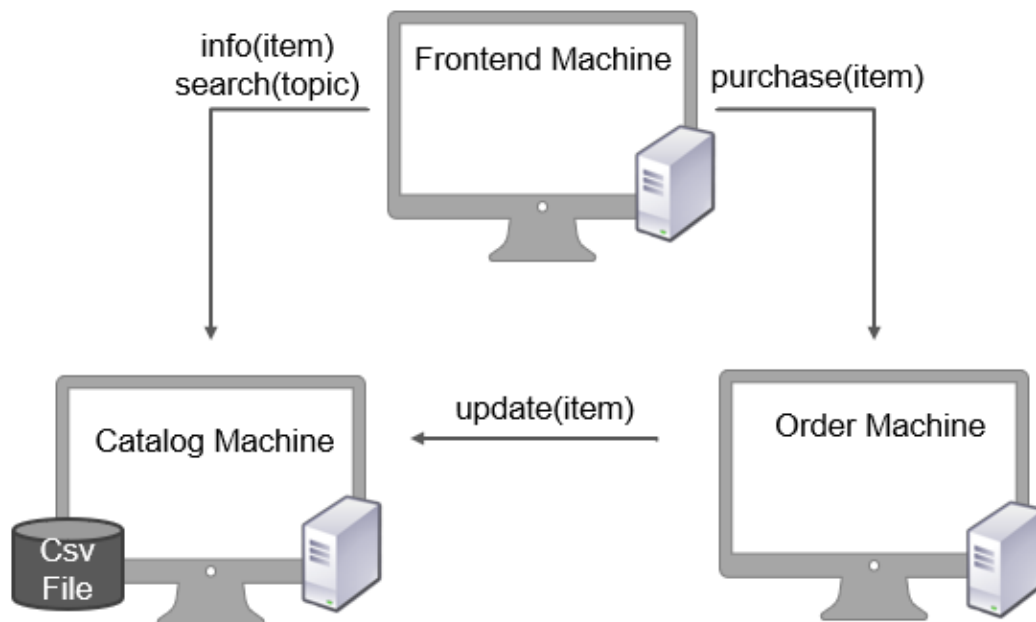 info(item)
search(topic)
Frontend Machine
purchase(item)
update(item)
Catalog Machine
Order Machine
Csv
File